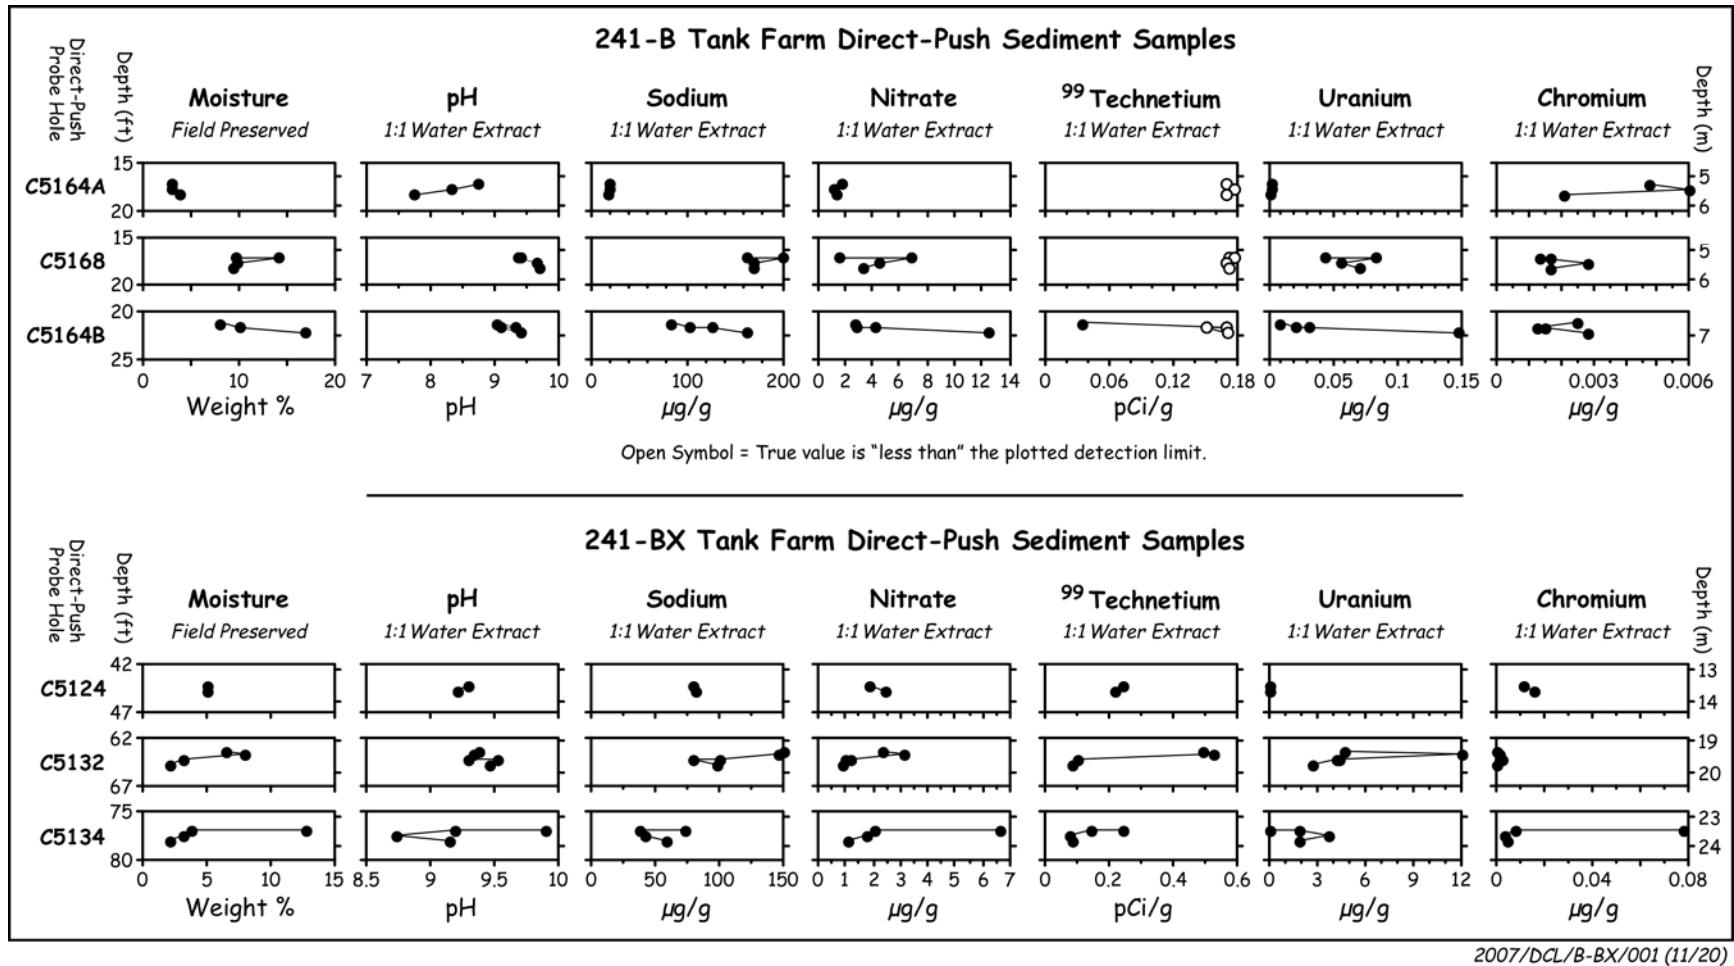 241-B Tank Farm Direct-Push Sediment Samples
Direct-Push
Probe Hole
Depth (ft)
Moisture pH Sodium Nitrate 99 Technetium Uranium Chromium
Depth (m)
Field Preserved 1:1 Water Extract 1:1 Water Extract 1:1 Water Extract 1:1 Water Extract 1:1 Water Extract 1:1 Water Extract
15
C5164A 5
20 6
15
C5168 5
20 6
20
C5164B 7
25
0 10 20 7 8 9 10 0 100 200 0 2 4 6 8 10 12 14 0 0.06 0.12 0.18 0 0.05 0.1 0.15 0 0.003 0.006
Weight % pH µg/g µg/g pCi/g µg/g µg/g
Open Symbol = True value is “less than” the plotted detection limit.
241-BX Tank Farm Direct-Push Sediment Samples
Direct-Push
Probe Hole
Depth (ft)
Moisture pH Sodium Nitrate 99 Technetium Uranium Chromium
Depth (m)
Field Preserved 1:1 Water Extract 1:1 Water Extract 1:1 Water Extract 1:1 Water Extract 1:1 Water Extract 1:1 Water Extract
42 13
C5124
47 14
62 19
C5132
67 20
75 23
C5134
80 24
0 5 10 15 8.5 9 9.5 10 0 50 100 150 0 1 2 3 4 5 6 7 0 0.2 0.4 0.6 0 3 6 9 12 0 0.04 0.08
Weight % pH µg/g µg/g pCi/g µg/g µg/g
2007/DCL/B-BX/001 (11/20)